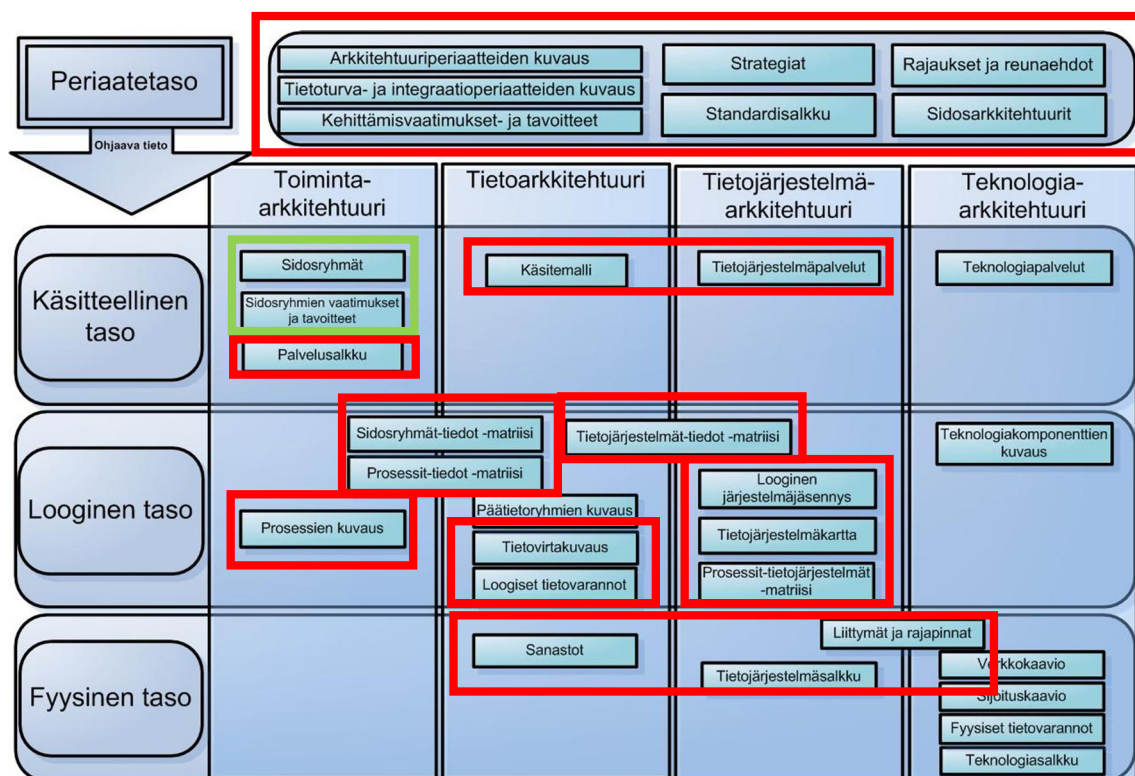 Periaatetaso
Ohjaava tieto
Arkkitehtuuriperiaatteiden kuvaus
Tietoturva- ja integraatioperiaatteiden kuvaus
Kehittämisvaatimukset- ja tavoitteet
Strategiat
Standardisalkku
Rajaukset ja reunaehdot
Sidosarkkitehtuurit
Toiminta-
arkkitehtuuri
Tietoarkkitehtuuri
Tietojärjestelmä-
arkkitehtuuri
Teknologia-
arkkitehtuuri
Käsitteellinen
taso
Sidosryhmät
Sidosryhmien vaatimukset
ja tavoitteet
Palvelusalkku
Käsitemalli
Tietojärjestelmäpalvelut
Teknologiapalvelut
Looginen taso
Sidosryhmät-tiedot -matriisi
Prosessit-tiedot -matriisi
Prosessien kuvaus
Tietojärjestelmät-tiedot -matriisi
Päätietoryhmien kuvaus
Tietovirtakuvaus
Loogiset tietovarannot
Looginen
järjestelmäjäsennys
Tietojärjestelmäkartta
Prosessit-tietojärjestelmät
-matriisi
Teknologiakomponenttien
kuvaus
Fyysinen taso
Sanastot
Liittymät ja rajapinnat
Tietojärjestelmäsalkku
Verkkokaavio
Sijoituskaavio
Fyysiset tietovarannot
Teknologiasalkku